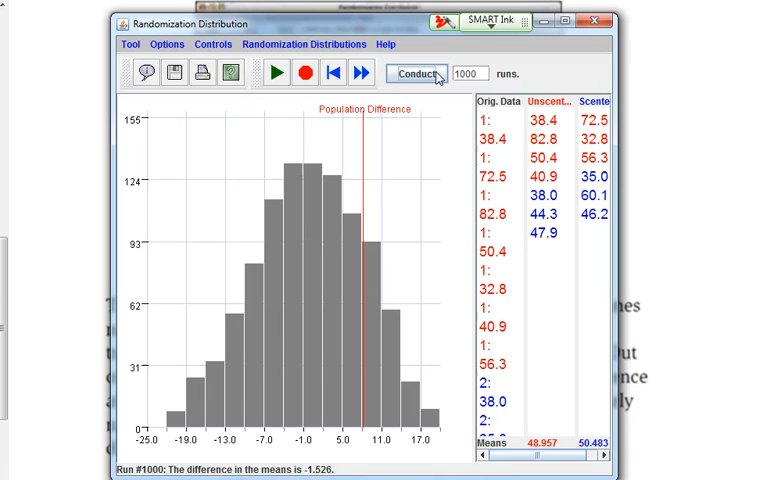 Randomization Distribution
SMART Ink
Tool Options Controls Randomization Distributions Help
Conduct 1000 runs.
Population Difference
155
124
93
62
31
0
-25.0 -19.0 -13.0 -7.0 -1.0 5.0 11.0 17.0
Orig. Data Unscent... Scente
1: 38.4 72.5
38.4 82.8 32.8
1: 50.4 56.3
72.5 40.9 35.0
1: 38.0 60.1
82.8 44.3 46.2
1: 47.9
50.4
1:
32.8
1:
40.9
1:
56.3
2:
38.0
2:
Means 48.957 50.483
Run #1000: The difference in the means is -1.526.
nes
Out
ence
ly